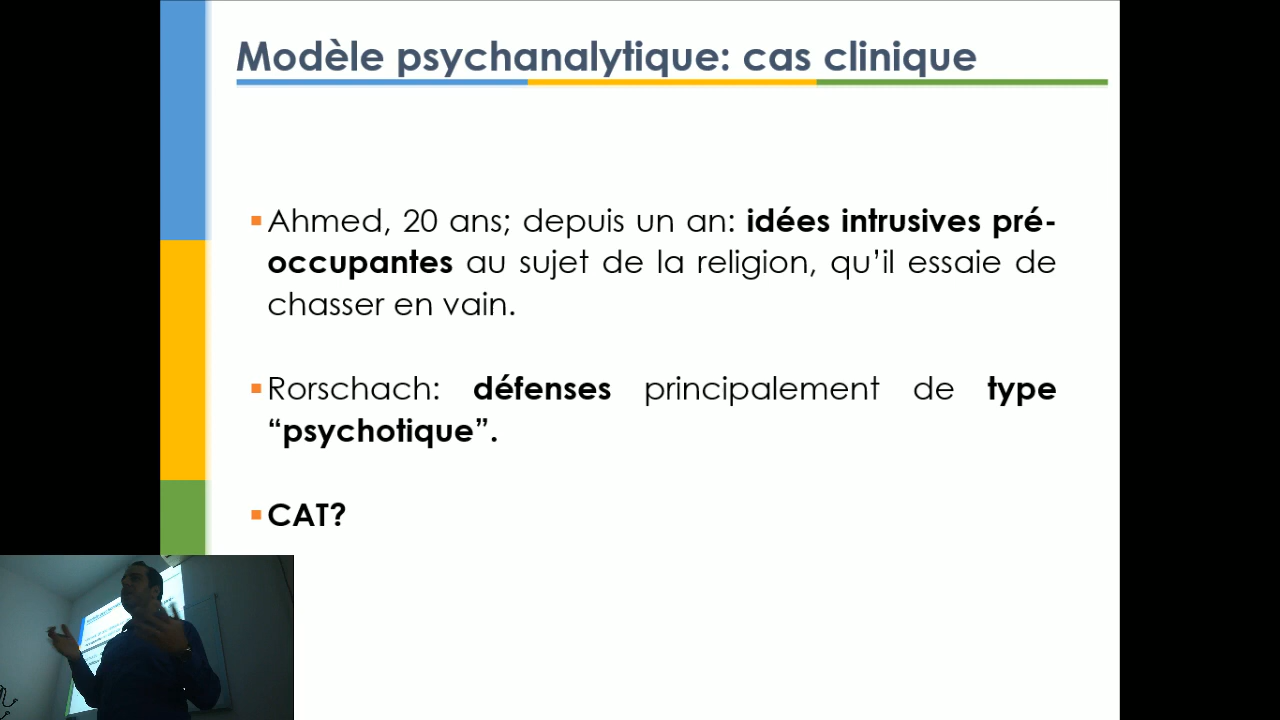 Modèle psychanalytique: cas clinique
Ahmed, 20 ans; depuis un an: idées intrusives pré-
occupantes au sujet de la religion, qu’il essaie de
chasser en vain.
Rorschach: défenses principalement de type
“psychotique”.
CAT?